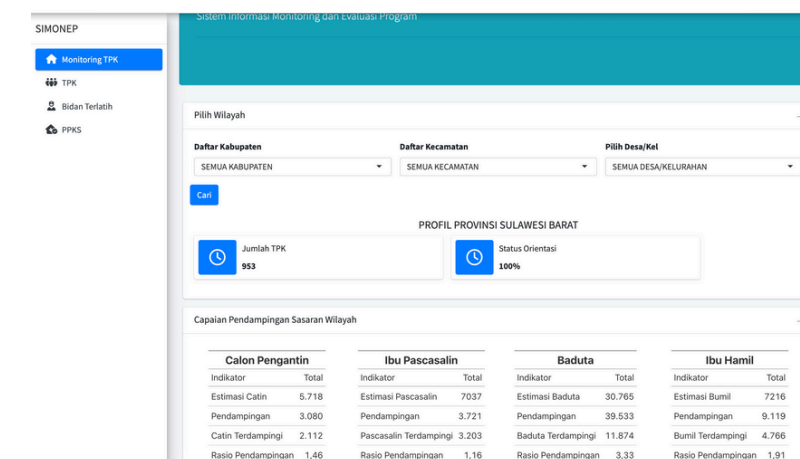 Sistem Informasi Monitoring dan Evaluasi Program
SIMONEP
Monitoring TPK
TPK
Bidan Terlatih
PPKS
Pilih Wilayah
Daftar Kabupaten Daftar Kecamatan Pilih Desa/Kel
SEMUA KABUPATEN SEMUA KECAMATAN SEMUA DESA/KELURAHAN
Cari
PROFIL PROVINSI SULAWESI BARAT
Jumlah TPK Status Orientasi
953 100%
Capaian Pendampingan Sasaran Wilayah
Calon Pengantin Ibu Pascasalin Baduta Ibu Hamil
Indikator Total Indikator Total Indikator Total Indikator Total
Estimasi Catin 5.718 Estimasi Pascasalin 7037 Estimasi Baduta 30.765 Estimasi Bumil 7216
Pendampingan 3.080 Pendampingan 3.721 Pendampingan 39.533 Pendampingan 9.119
Catin Terdampingi 2.112 Pascasalin Terdampingi 3.203 Baduta Terdampingi 11.874 Bumil Terdampingi 4.766
Rasio Pendampingan 1,46 Rasio Pendampingan 1,16 Rasio Pendampingan 3,33 Rasio Pendampingan 1,91